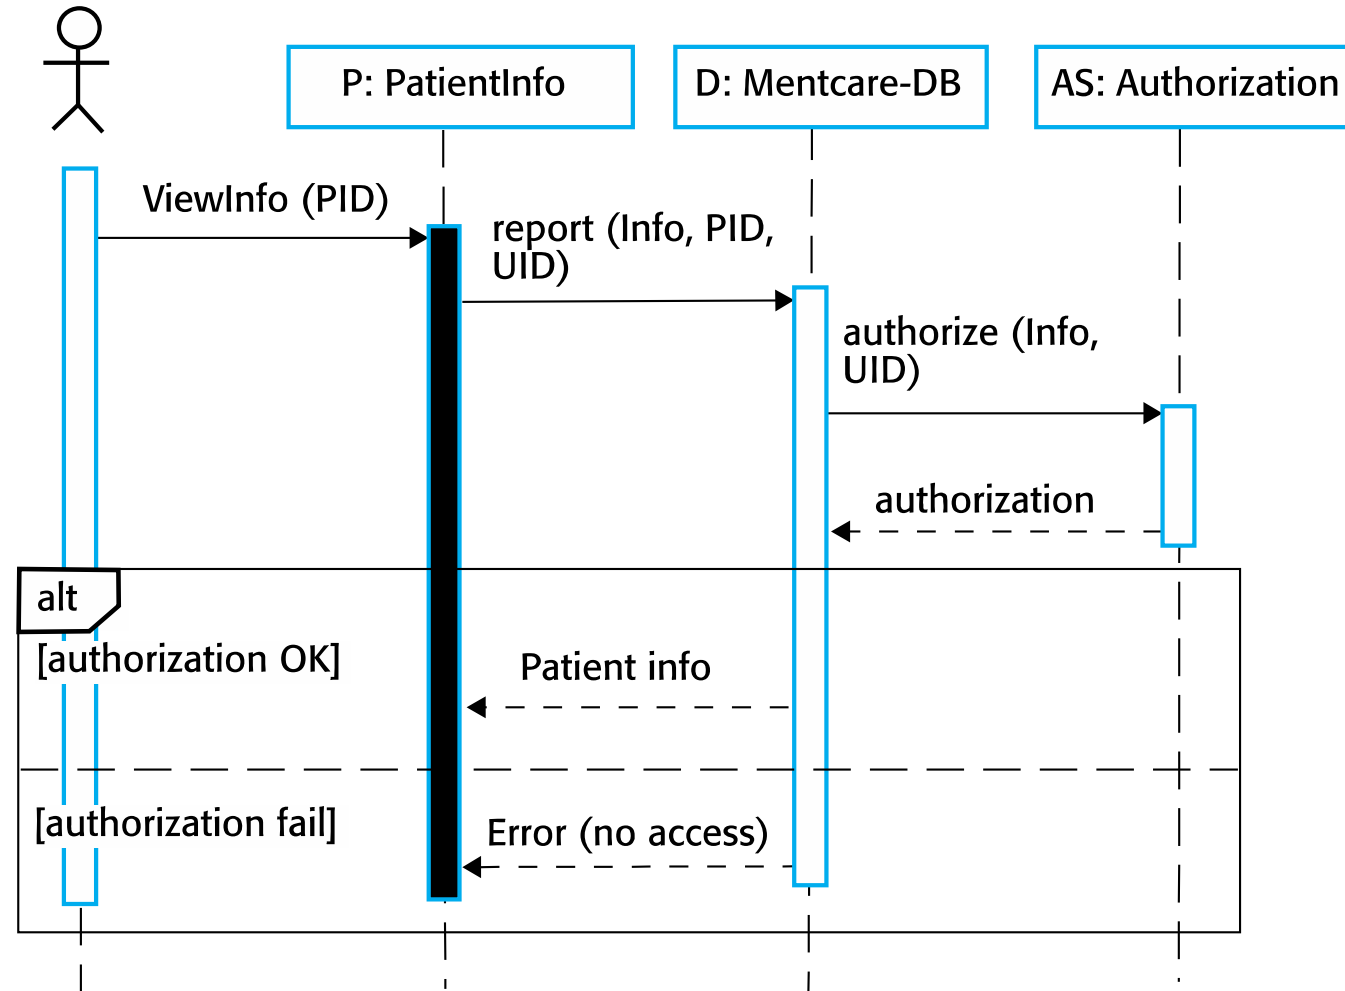 P: PatientInfo
D: Mentcare-DB
AS: Authorization
ViewInfo (PID)
report (Info, PID,
UID)
authorize (Info,
UID)
authorization
alt
[authorization OK]
Patient info
[authorization fail]
Error (no access)